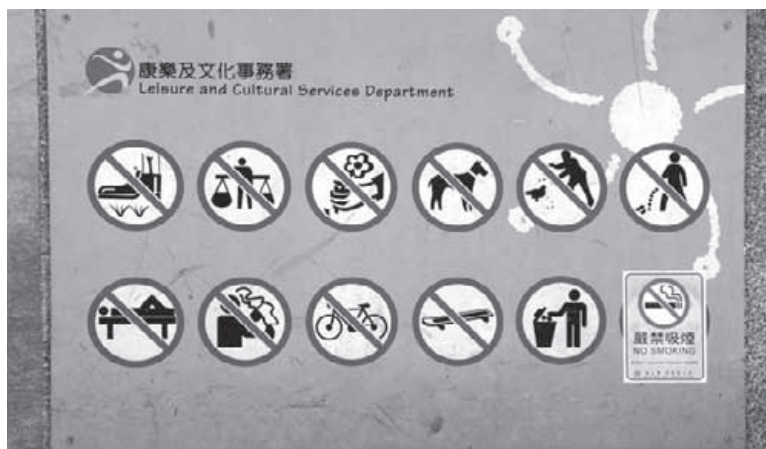 康樂及文化事務署
Leisure and Cultural Services Department
嚴禁吸煙
NO SMOKING